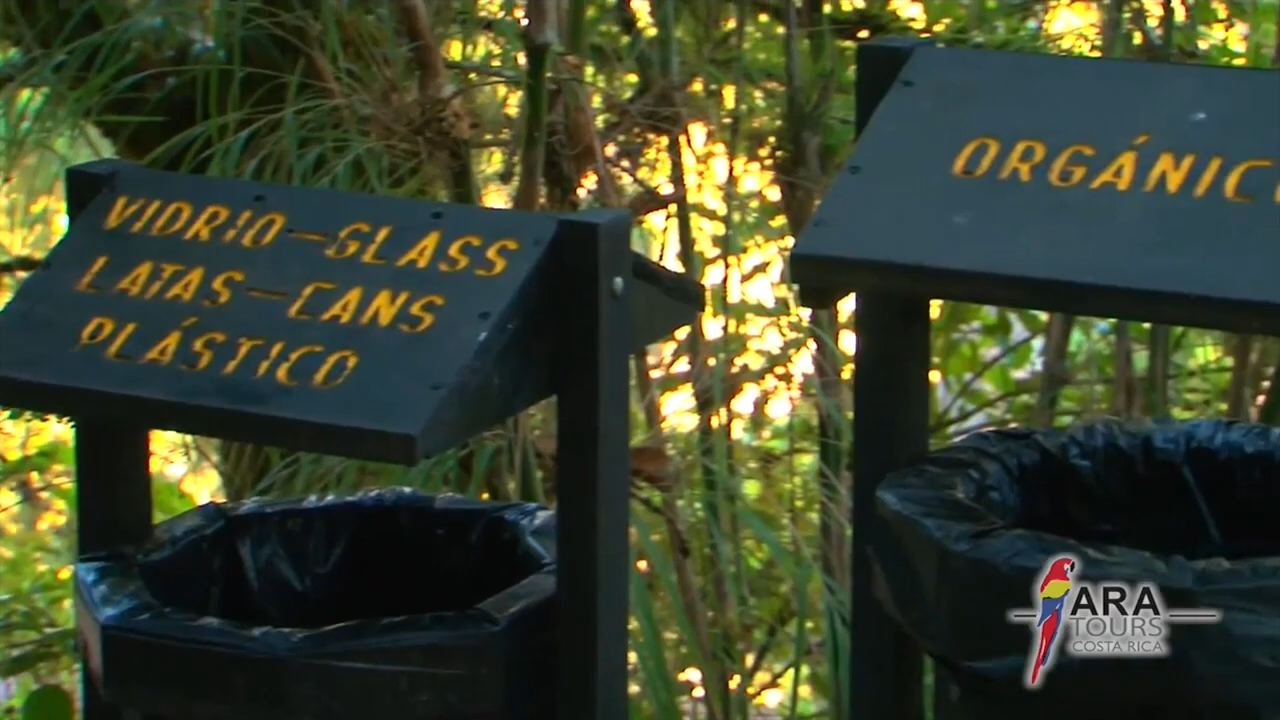 VIDRIO-GLASS
LATAS-CANS
PLÁSTICO
ORGÁNIC
ARA
TOURS
COSTA RICA